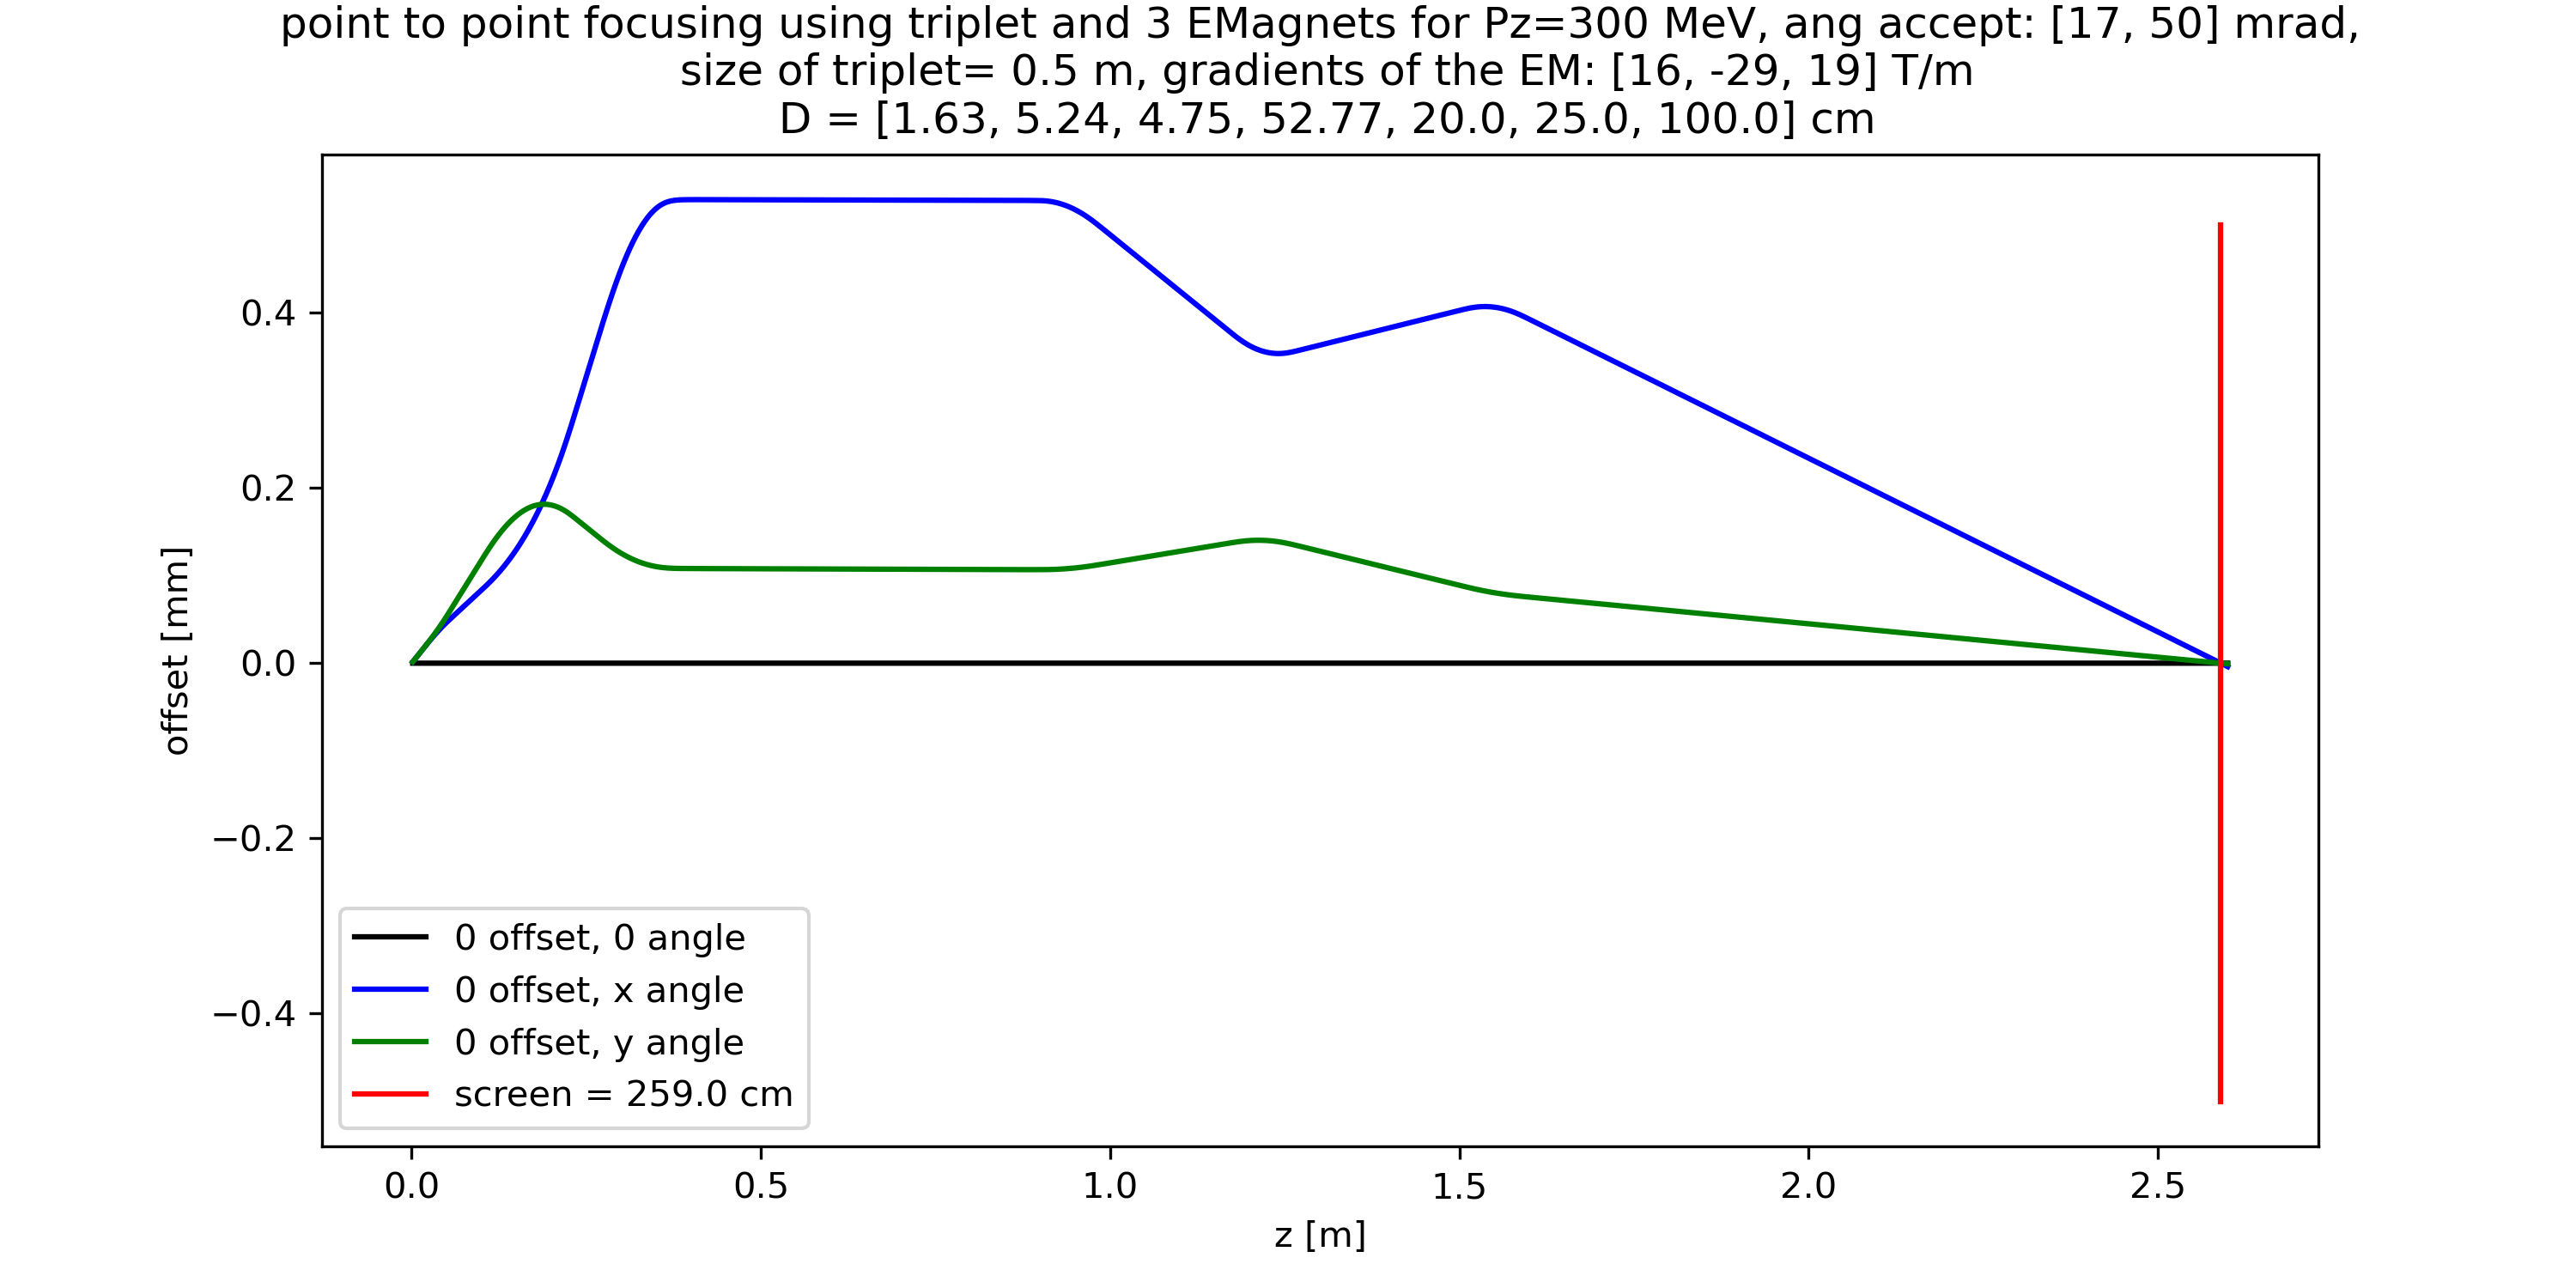 point to point focusing using triplet and 3 EMagnets for Pz=300 MeV, ang accept: [17, 50] mrad,
size of triplet= 0.5 m, gradients of the EM: [16, -29, 19] T/m
D = [1.63, 5.24, 4.75, 52.77, 20.0, 25.0, 100.0] cm
offset [mm]
0.4
0.2
0.0
−0.2
−0.4
0 offset, 0 angle
0 offset, x angle
0 offset, y angle
screen = 259.0 cm
0.0 0.5 1.0 1.5 2.0 2.5
z [m]